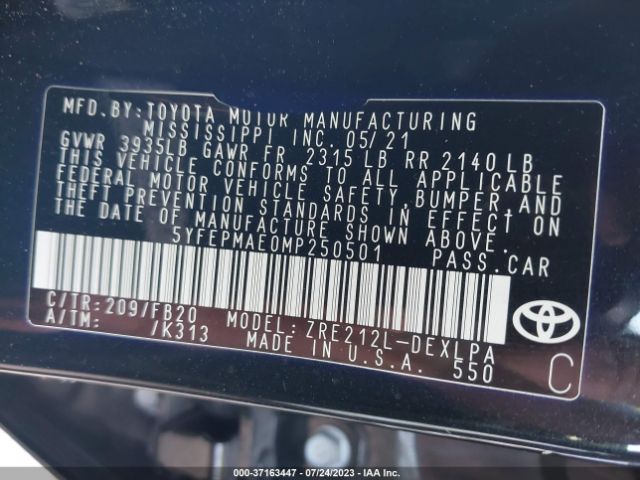 MFD. BY: TOYOTA MOTOR MANUFACTURING
MISSISSIPPI INC. 05/21
GVWR 3935LB GAWR FR 2315 LB RR 2140 LB
THIS VEHICLE CONFORMS TO ALL APPLICABLE
FEDERAL MOTOR VEHICLE SAFETY, BUMPER AND
THEFT PREVENTION STANDARDS IN EFFECT ON
THE DATE OF MANUFACTURE SHOWN ABOVE.
5YFEPMAE0MP250501 PASS. CAR
C/TR: 209/FB20 MODEL: ZRE212L-DEXLPA
A/TM: /K313 MADE IN U.S.A. 550
C
000-37163447 - 07/24/2023 - IAA Inc.